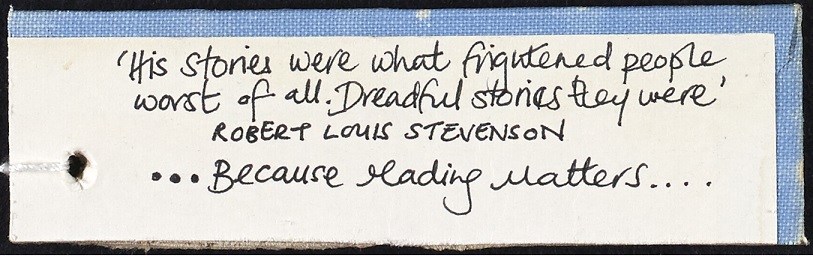 'His stories were what frightened people
worst of all. Dreadful stories they were'
ROBERT LOUIS STEVENSON
...Because reading matters....